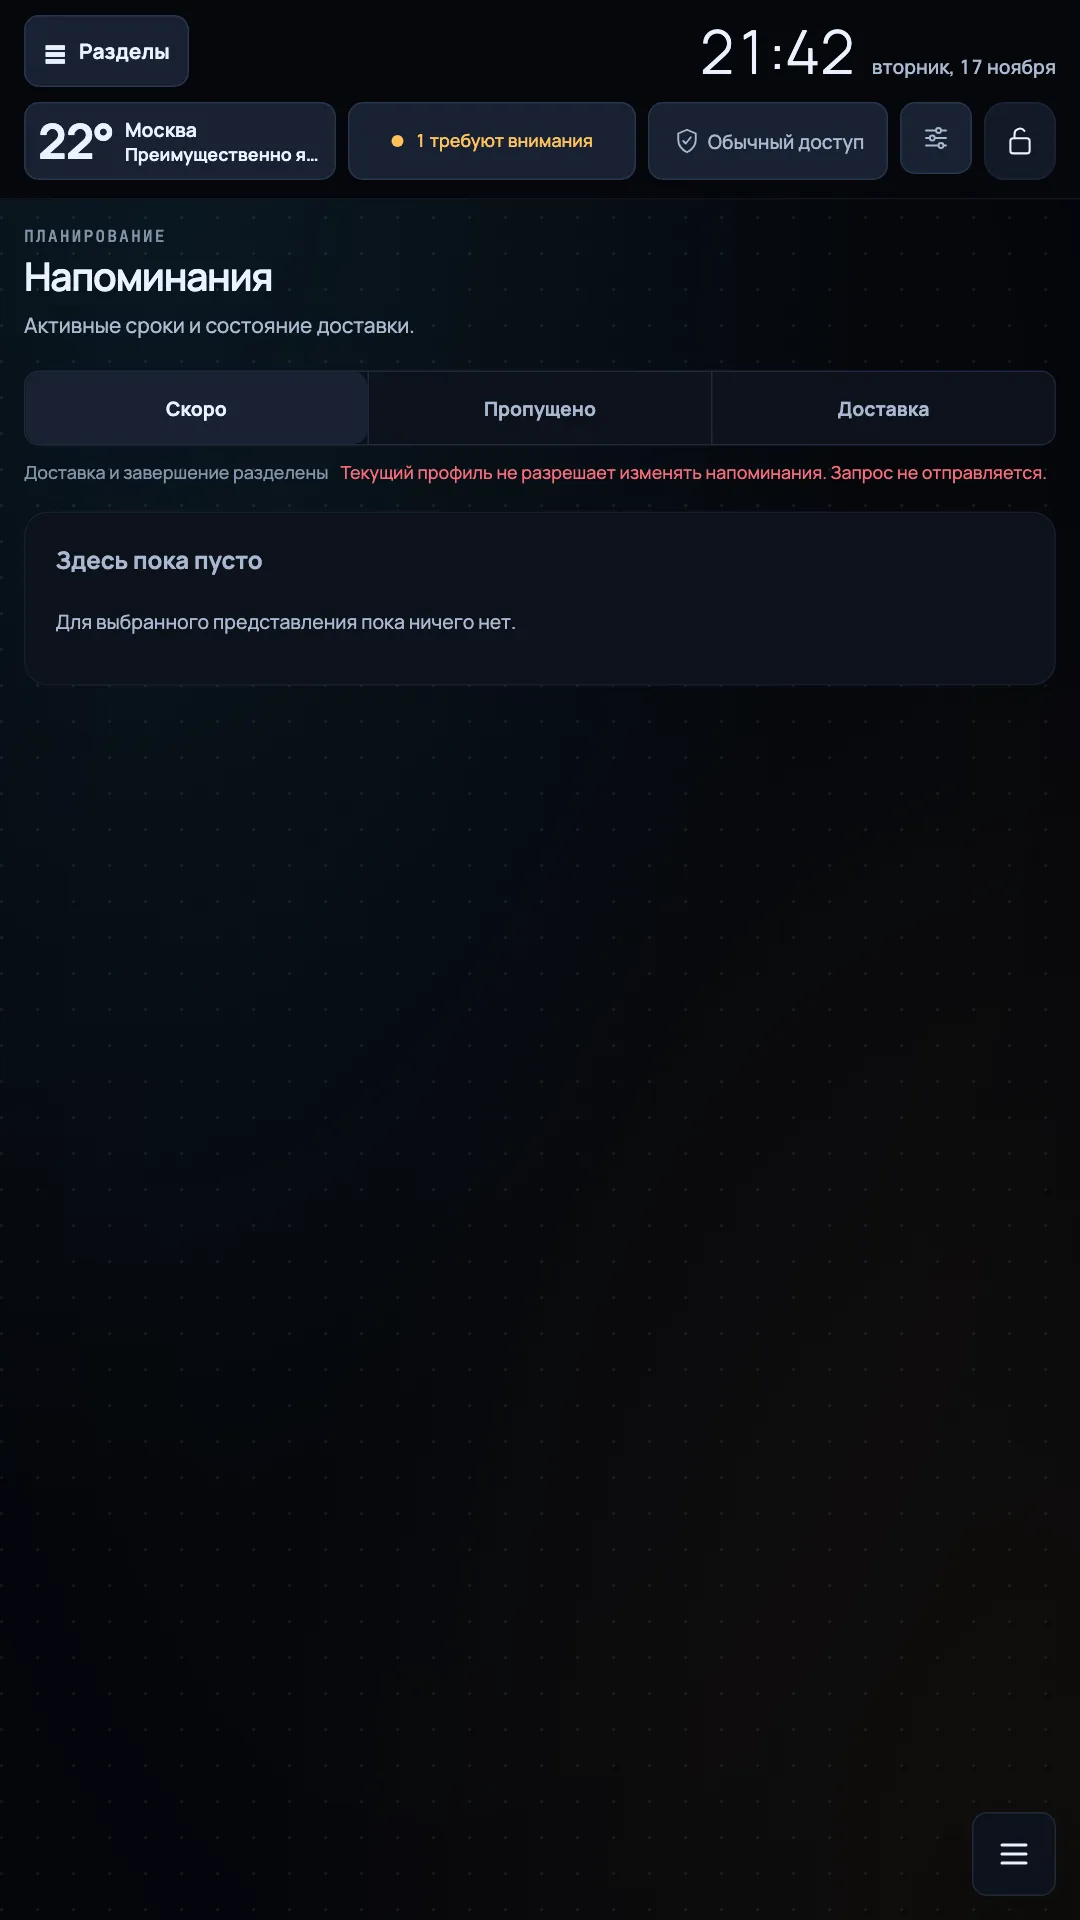 Разделы
21:42 вторник, 17 ноября
22° Москва
Преимущественно я...
1 требуют внимания
Обычный доступ
ПЛАНИРОВАНИЕ
Напоминания
Активные сроки и состояние доставки.
Скоро
Пропущено
Доставка
Доставка и завершение разделены Текущий профиль не разрешает изменять напоминания. Запрос не отправляется.
Здесь пока пусто
Для выбранного представления пока ничего нет.